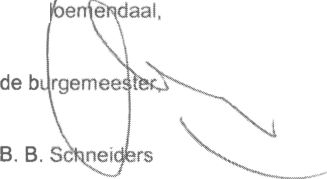 loemendaal,
de burgemeester,
B. B. Schneiders